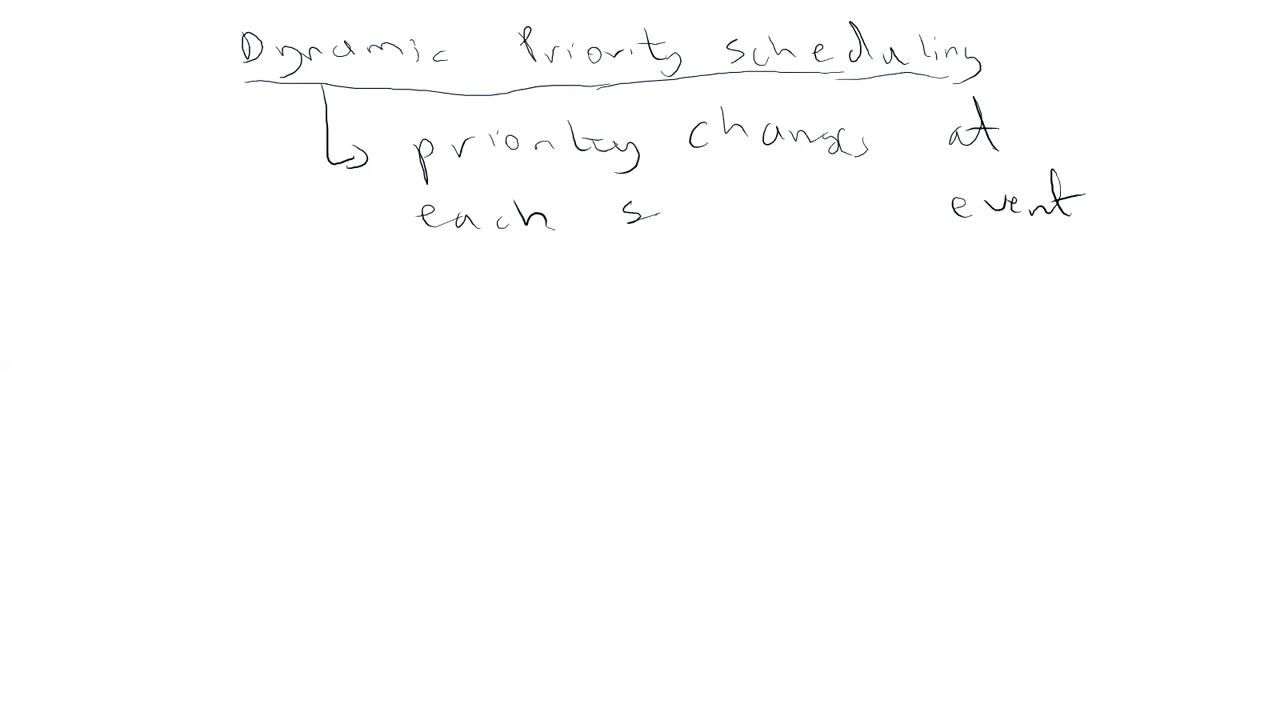 Dynamic Priority scheduling
priority changes at
each s event